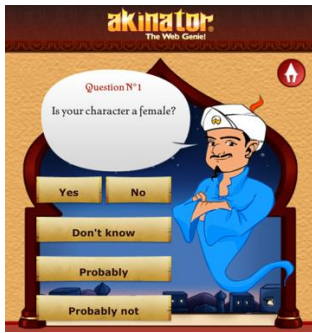 akinator.
The Web Genie!
Question N°1
Is your character a female?
Yes
No
Don't know
Probably
Probably not